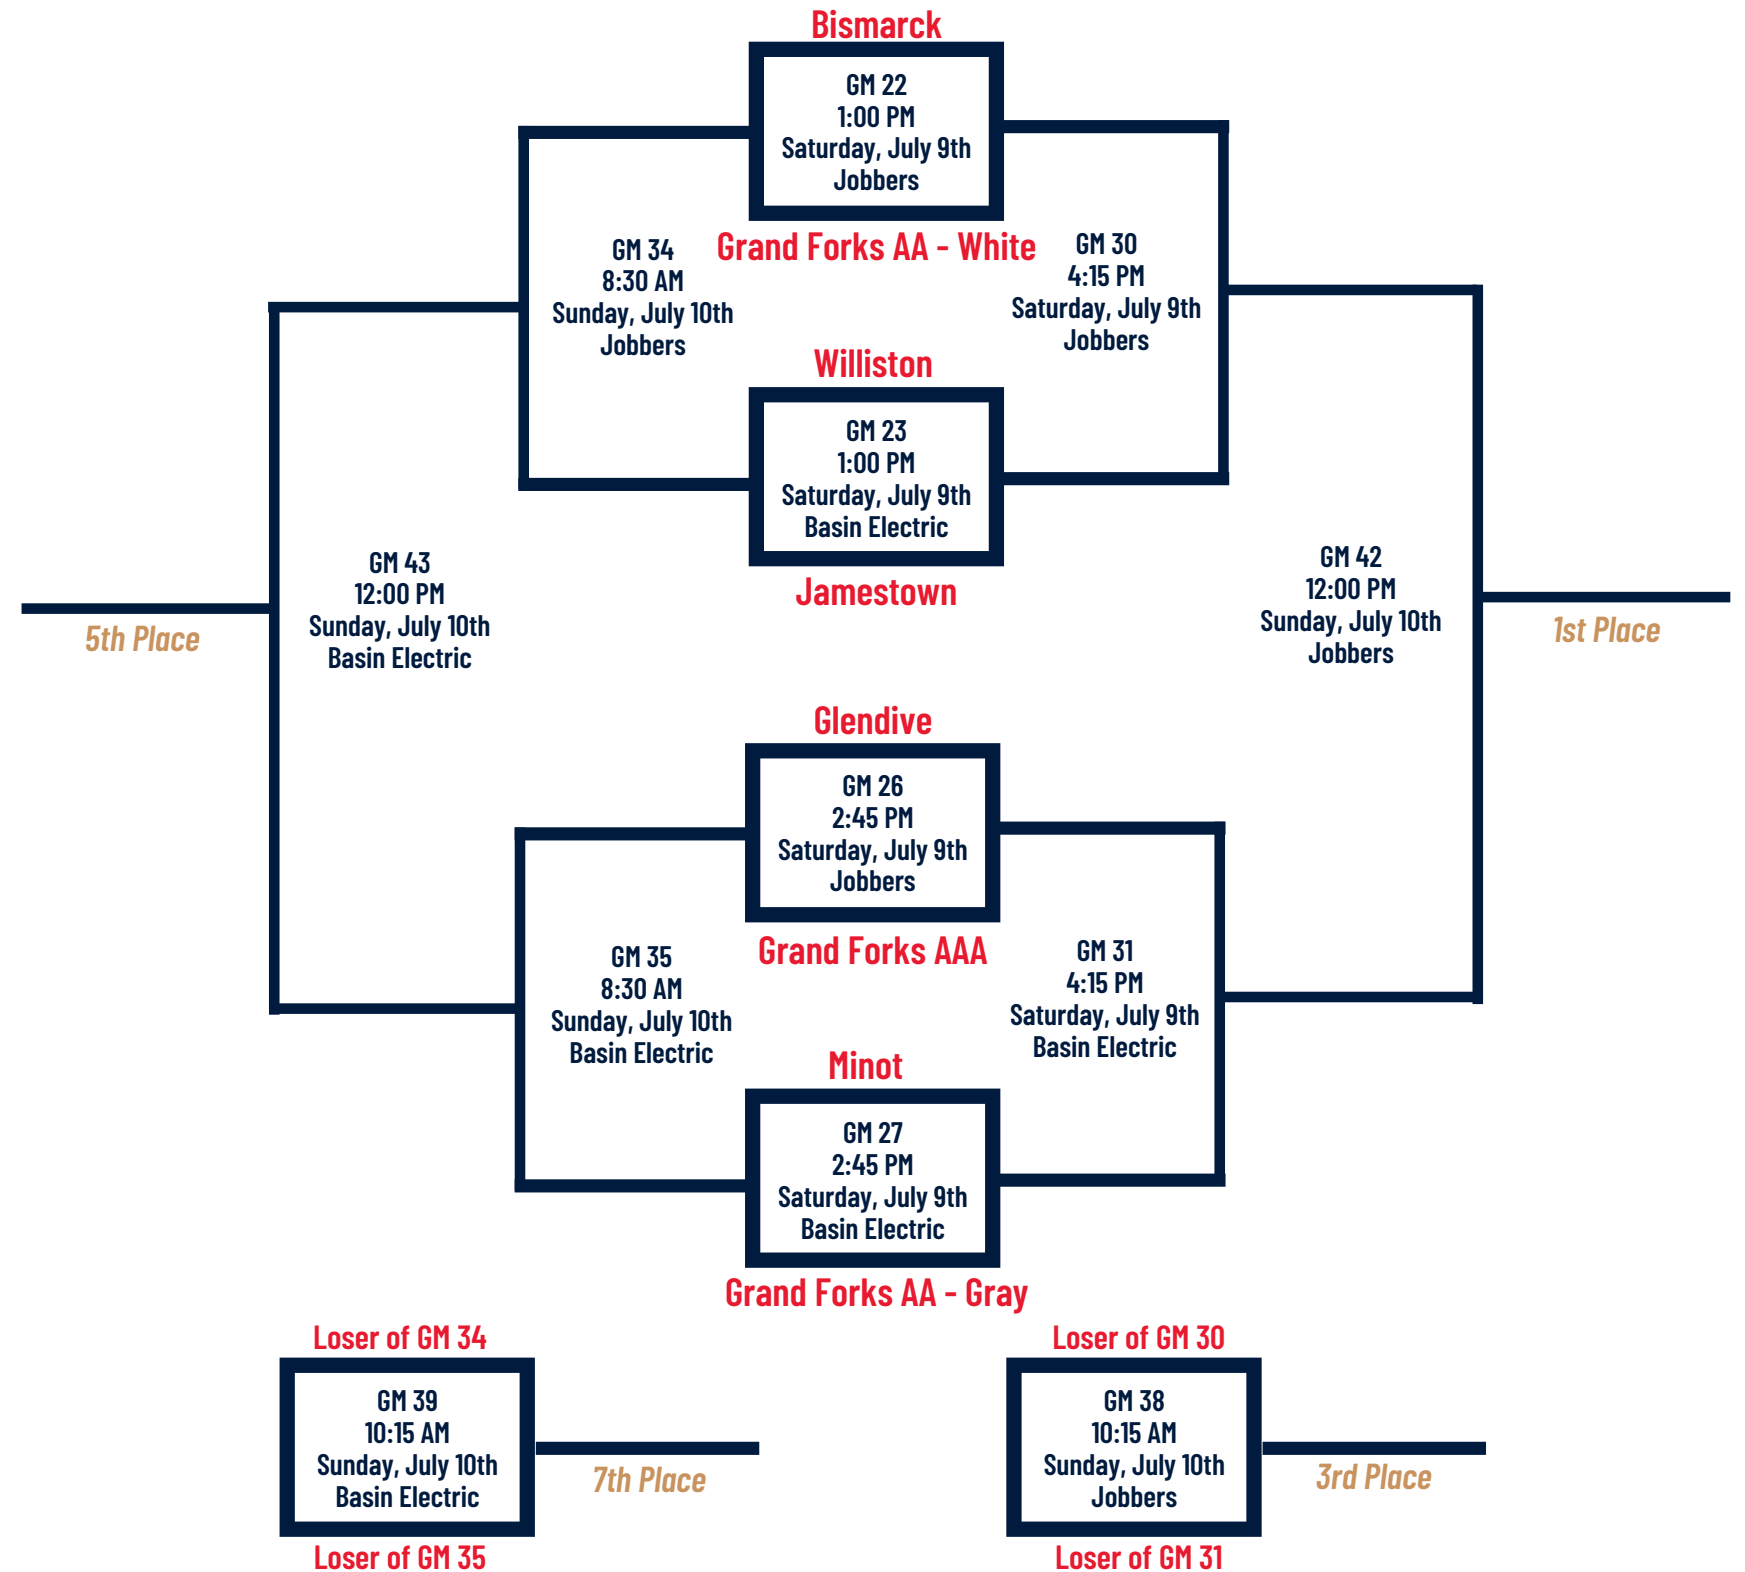 Bismarck
GM 22
1:00 PM
Saturday, July 9th
Jobbers
Grand Forks AA - White
GM 34
8:30 AM
Sunday, July 10th
Jobbers
GM 30
4:15 PM
Saturday, July 9th
Jobbers
Williston
GM 23
1:00 PM
Saturday, July 9th
Basin Electric
Jamestown
GM 43
12:00 PM
Sunday, July 10th
Basin Electric
5th Place
GM 42
12:00 PM
Sunday, July 10th
Jobbers
1st Place
Glendive
GM 26
2:45 PM
Saturday, July 9th
Jobbers
Grand Forks AAA
GM 35
8:30 AM
Sunday, July 10th
Basin Electric
GM 31
4:15 PM
Saturday, July 9th
Basin Electric
Minot
GM 27
2:45 PM
Saturday, July 9th
Basin Electric
Grand Forks AA - Gray
Loser of GM 34
GM 39
10:15 AM
Sunday, July 10th
Basin Electric
Loser of GM 35
7th Place
Loser of GM 30
GM 38
10:15 AM
Sunday, July 10th
Jobbers
Loser of GM 31
3rd Place